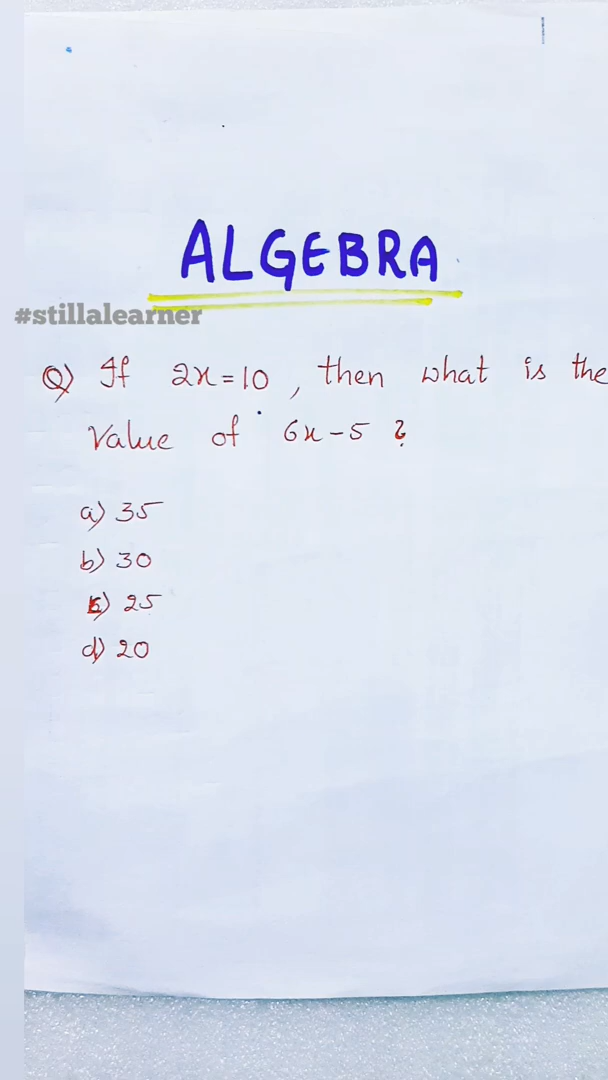 ALGEBRA
#stillalearner
Q) If 2x = 10 , then what is the
Value of 6x - 5 ?
a) 35
b) 30
c) 25
d) 20